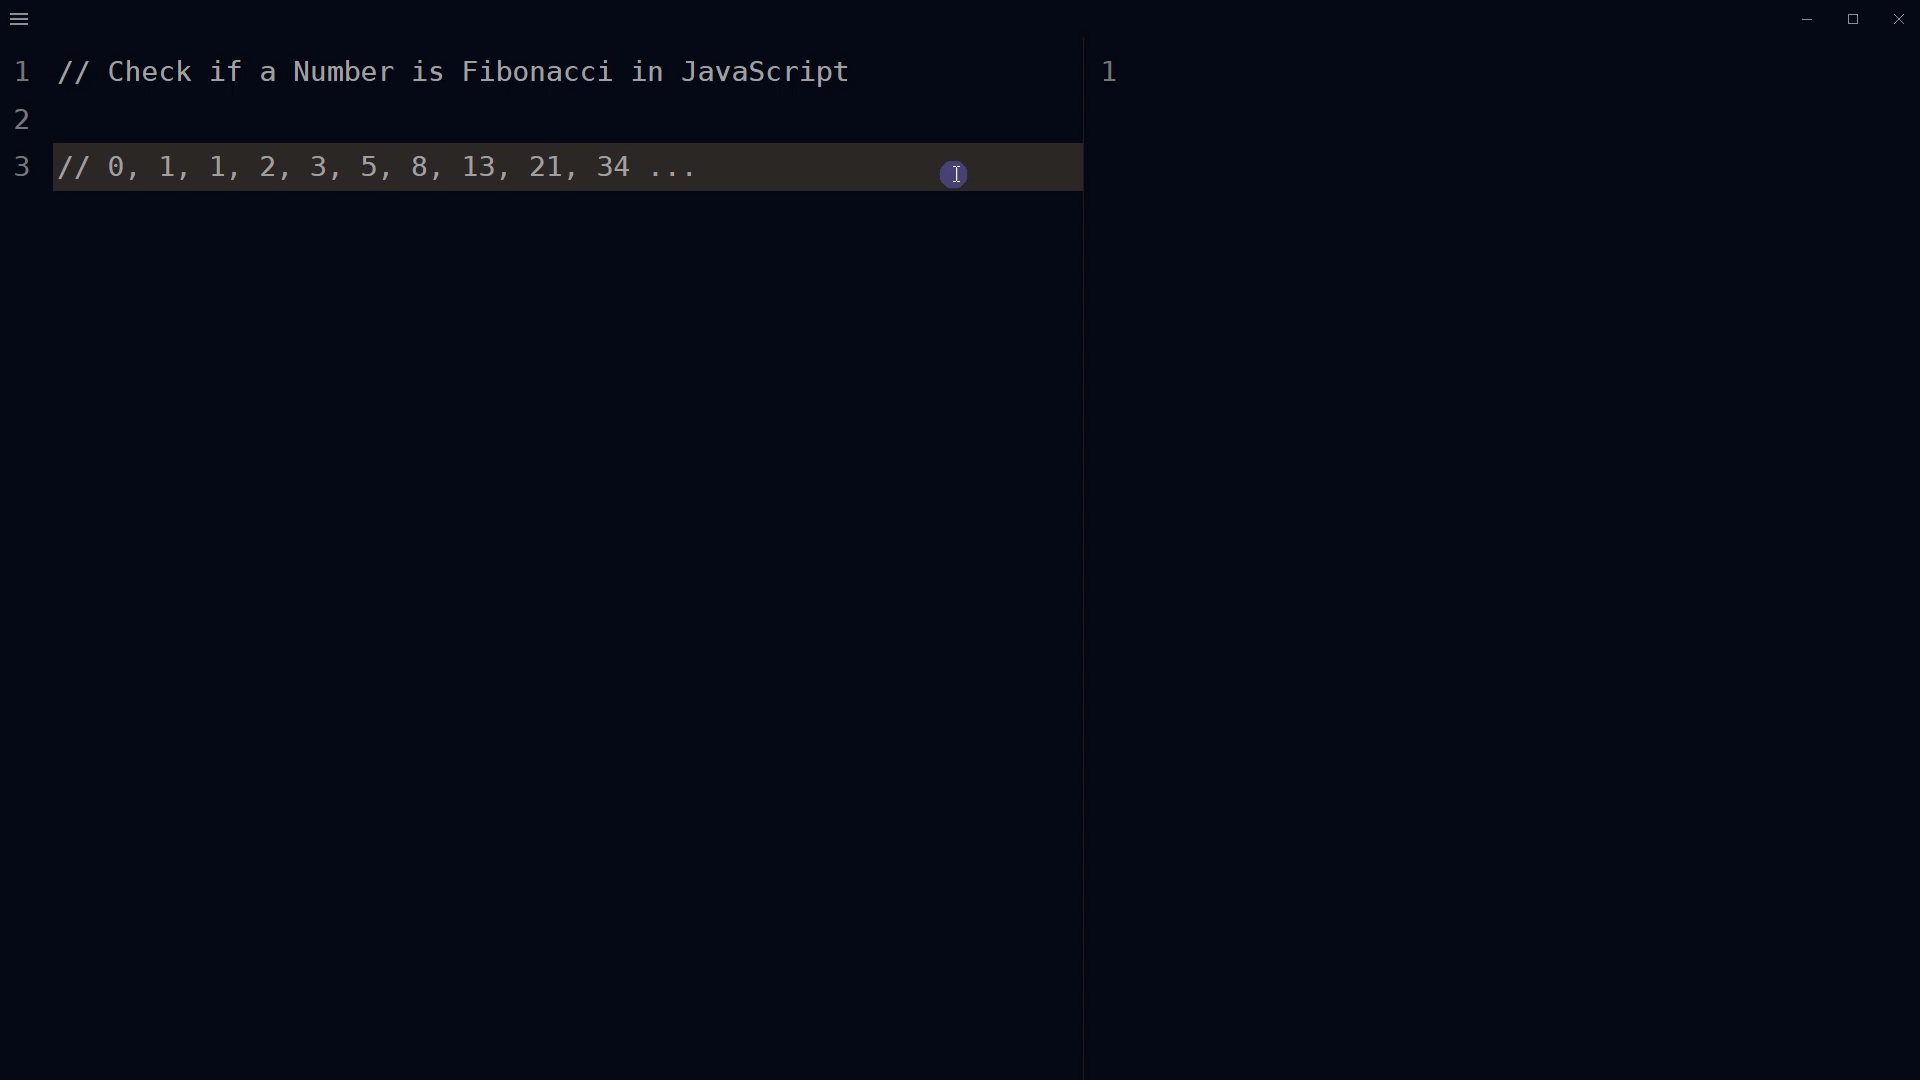 1 // Check if a Number is Fibonacci in JavaScript
2
3 // 0, 1, 1, 2, 3, 5, 8, 13, 21, 34 ...
1